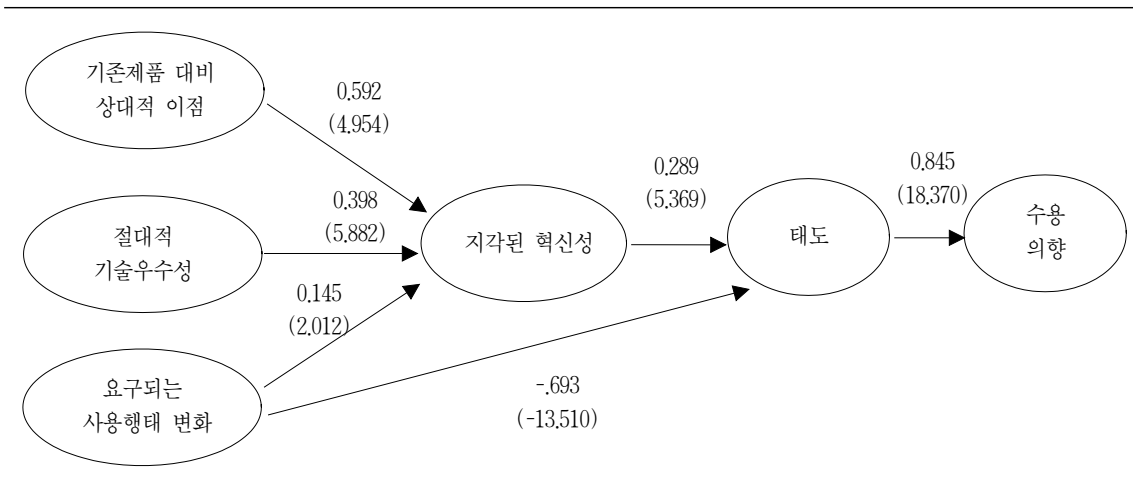 기존제품 대비
상대적 이점
0.592
(4.954)
절대적
기술우수성
0.398
(5.882)
요구되는
사용행태 변화
0.145
(2.012)
지각된 혁신성
0.289
(5.369)
태도
0.845
(18.370)
수용
의향
-.693
(-13.510)